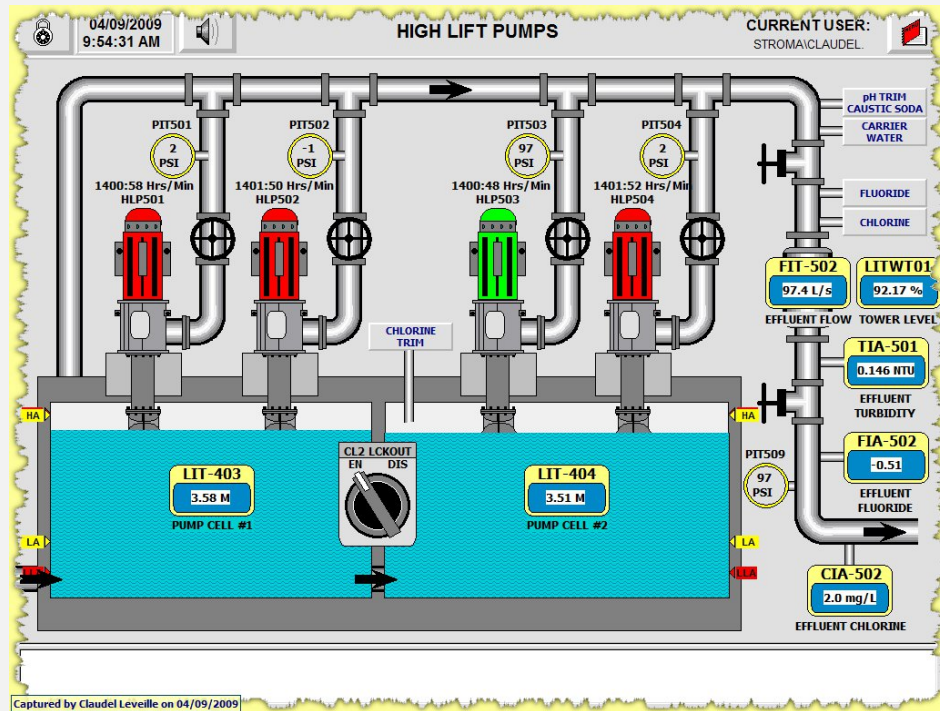 04/09/2009
9:54:31 AM
HIGH LIFT PUMPS
CURRENT USER:
STROMA\CLAUDEL.
pH TRIM
CAUSTIC SODA
CARRIER
WATER
FLUORIDE
CHLORINE
PIT501
2
PSI
PIT502
-1
PSI
PIT503
97
PSI
PIT504
2
PSI
1400:58 Hrs/Min
HLP501
1401:50 Hrs/Min
HLP502
1400:48 Hrs/Min
HLP503
1401:52 Hrs/Min
HLP504
FIT-502
97.4 L/s
EFFLUENT FLOW
LITWT01
92.17 %
TOWER LEVEL
CHLORINE
TRIM
TIA-501
0.146 NTU
EFFLUENT
TURBIDITY
HA
HA
CL2 LCKOUT
EN DIS
LIT-403
3.58 M
PUMP CELL #1
LIT-404
3.51 M
PUMP CELL #2
PIT509
97
PSI
FIA-502
-0.51
EFFLUENT
FLUORIDE
LA
LA
LLA
LLA
CIA-502
2.0 mg/L
EFFLUENT CHLORINE
Captured by Claudel Leveille on 04/09/2009